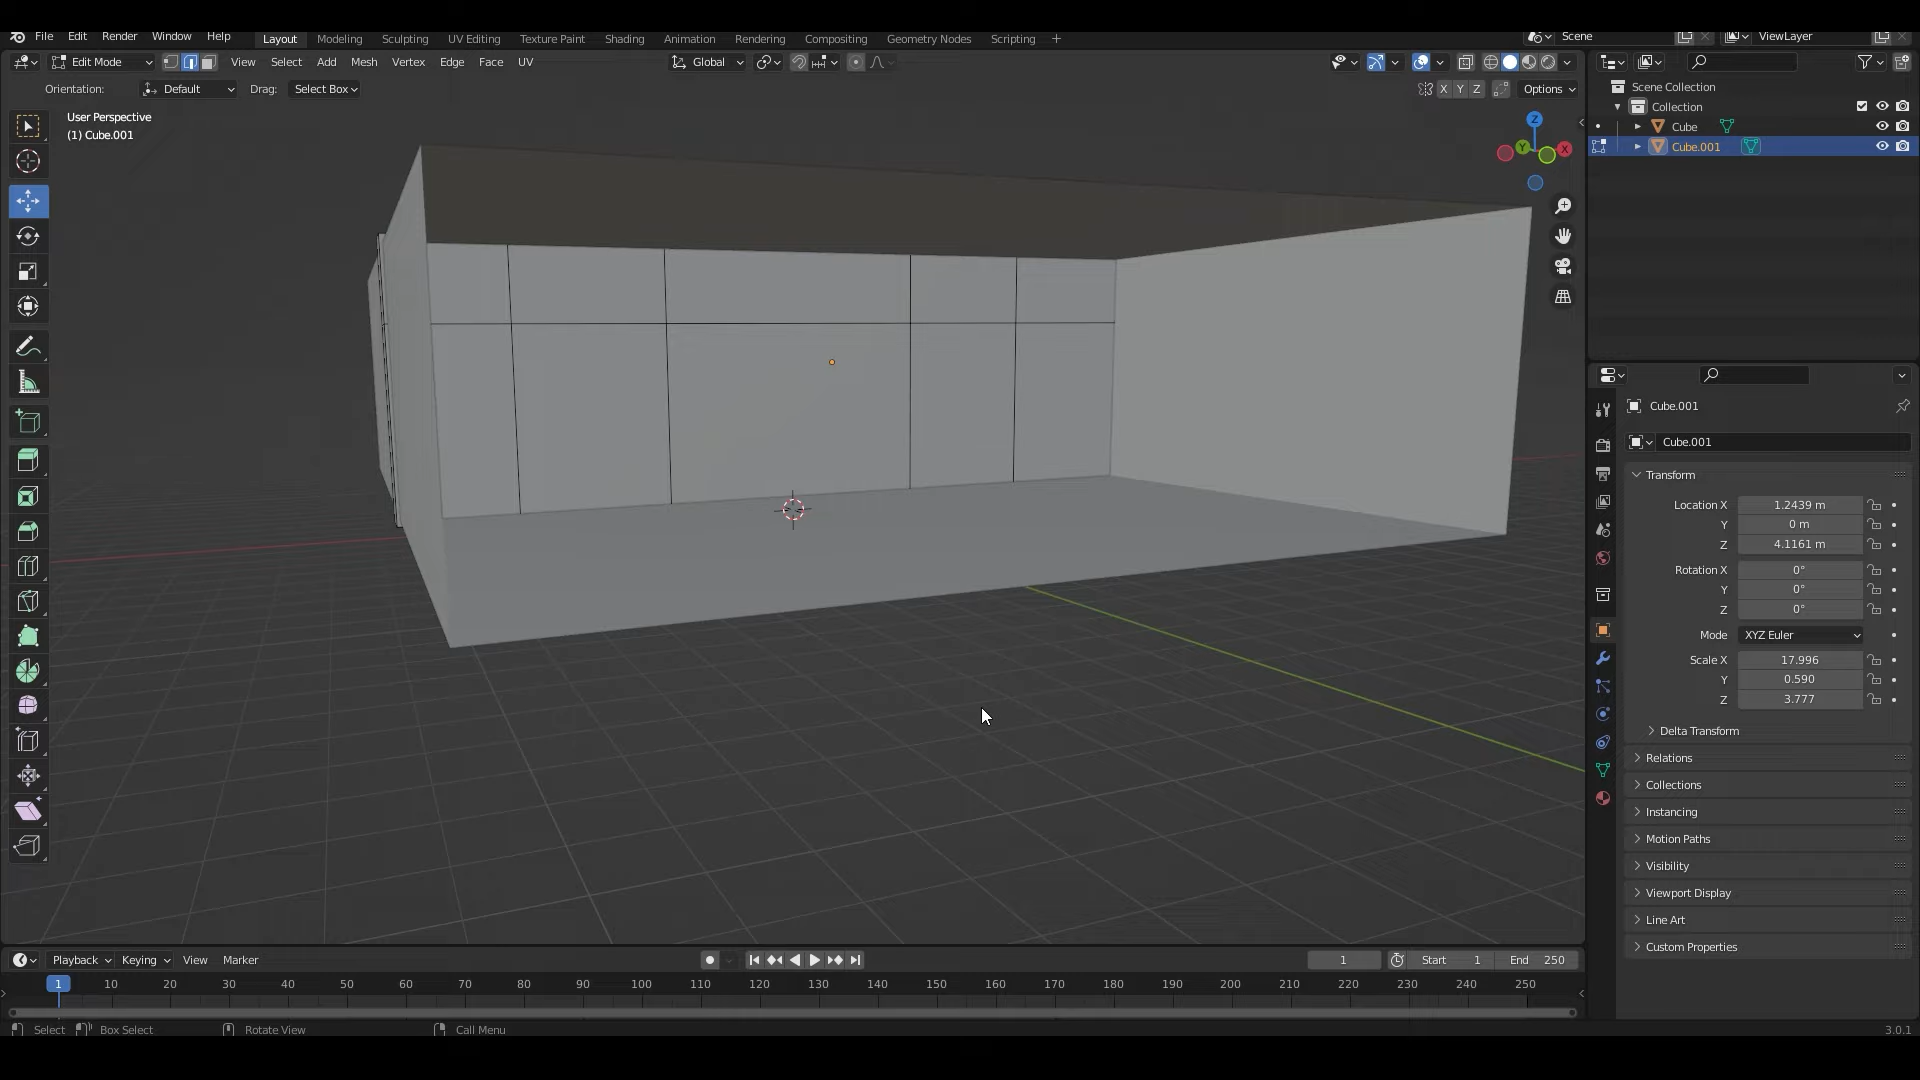 File Edit Render Window Help Layout Modeling Sculpting UV Editing Texture Paint Shading Animation Rendering Compositing Geometry Nodes Scripting + Scene ViewLayer
Edit Mode View Select Add Mesh Vertex Edge Face UV Global
Orientation: Default Drag: Select Box X Y Z Options
User Perspective
(1) Cube.001
Z
Y
X
Scene Collection
Collection
Cube
Cube.001
Cube.001
Cube.001
Transform
Location X 1.2439 m
Y 0 m
Z 4.1161 m
Rotation X 0°
Y 0°
Z 0°
Mode XYZ Euler
Scale X 17.996
Y 0.590
Z 3.777
Delta Transform
Relations
Collections
Instancing
Motion Paths
Visibility
Viewport Display
Line Art
Custom Properties
Playback Keying View Marker 1 Start 1 End 250
1 10 20 30 40 50 60 70 80 90 100 110 120 130 140 150 160 170 180 190 200 210 220 230 240 250
Select Box Select Rotate View Call Menu 3.0.1